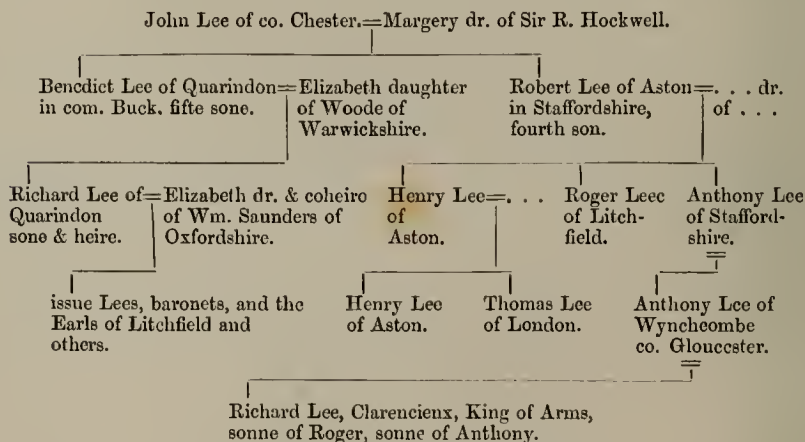 John Lee of co. Chester.=Margery dr. of Sir R. Hockwell.
Benedict Lee of Quarindon=Elizabeth daughter
in com. Buck. fifte sone. of Woode of
Warwickshire.
Robert Lee of Aston=. . . dr.
in Staffordshire, of . . .
fourth son.
Richard Lee of=Elizabeth dr. & coheire
Quarindon of Wm. Saunders of
sone & heire. Oxfordshire.
Henry Lee=. . .
of
Aston.
Roger Leec
of Litch-
field.
Anthony Lee
of Stafford-
shire.
issue Lees, baronets, and the
Earls of Litchfield and
others.
Henry Lee
of Aston.
Thomas Lee
of London.
Anthony Lee of
Wynchcombe
co. Gloucester.
Richard Lee, Clarencieux, King of Arms,
sonne of Roger, sonne of Anthony.